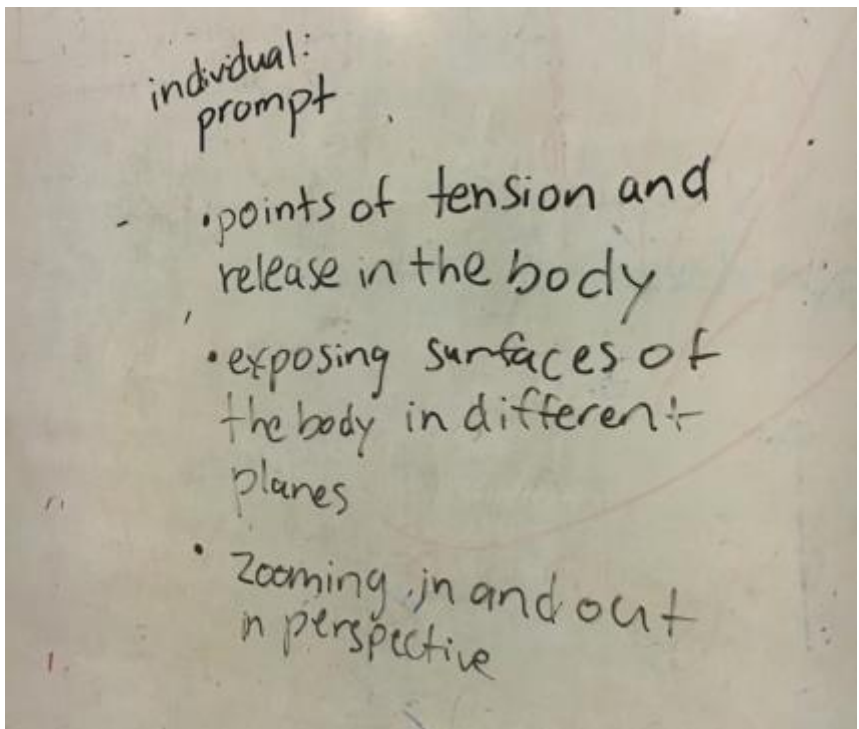 individual:
prompt
•points of tension and
release in the body
•exposing surfaces of
the body in different
planes
• zooming in and out
n perspective